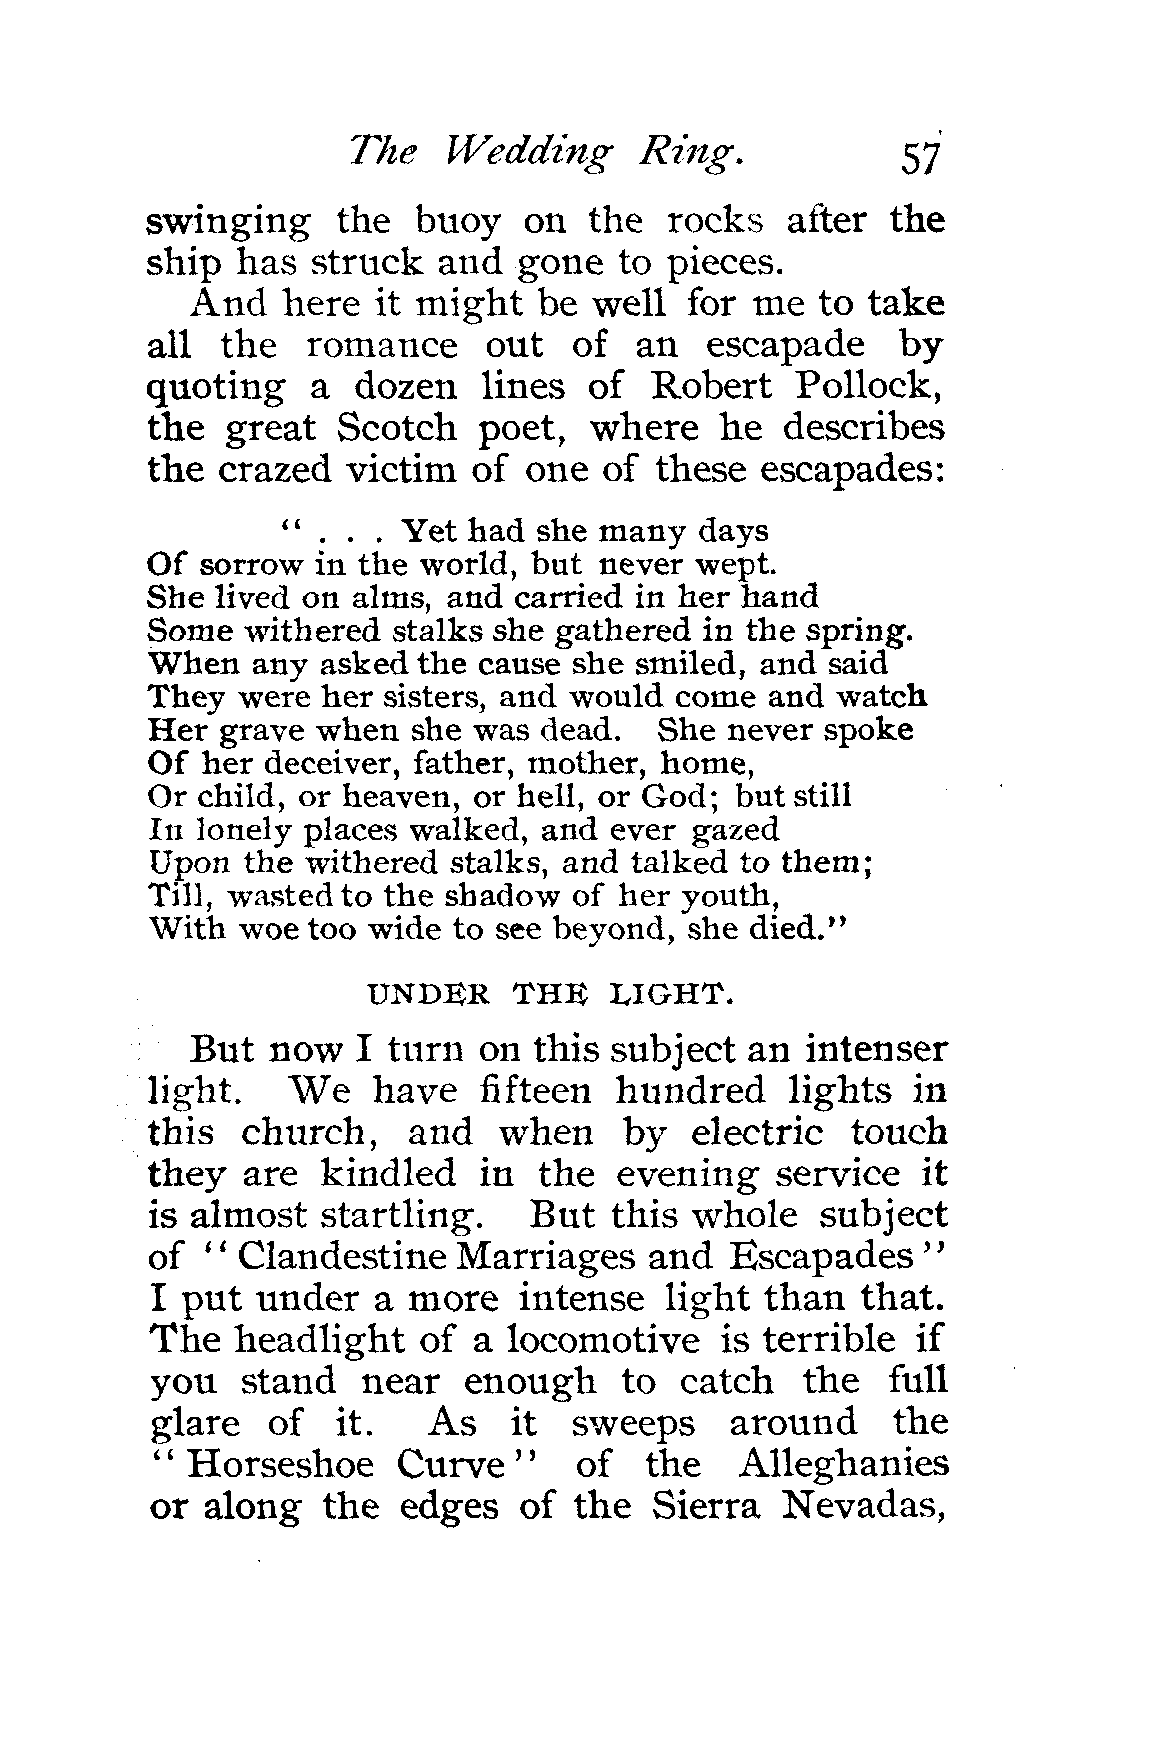 The Wedding Ring. 57
swinging the buoy on the rocks after the
ship has struck and gone to pieces.
And here it might be well for me to take
all the romance out of an escapade by
quoting a dozen lines of Robert Pollock,
the great Scotch poet, where he describes
the crazed victim of one of these escapades:
“ . . . Yet had she many days
Of sorrow in the world, but never wept.
She lived on alms, and carried in her hand
Some withered stalks she gathered in the spring.
When any asked the cause she smiled, and said
They were her sisters, and would come and watch
Her grave when she was dead. She never spoke
Of her deceiver, father, mother, home,
Or child, or heaven, or hell, or God; but still
In lonely places walked, and ever gazed
Upon the withered stalks, and talked to them;
Till, wasted to the shadow of her youth,
With woe too wide to see beyond, she died.”
UNDER THE LIGHT.
But now I turn on this subject an intenser
light. We have fifteen hundred lights in
this church, and when by electric touch
they are kindled in the evening service it
is almost startling. But this whole subject
of “ Clandestine Marriages and Escapades ”
I put under a more intense light than that.
The headlight of a locomotive is terrible if
you stand near enough to catch the full
glare of it. As it sweeps around the
“ Horseshoe Curve ” of the Alleghanies
or along the edges of the Sierra Nevadas,